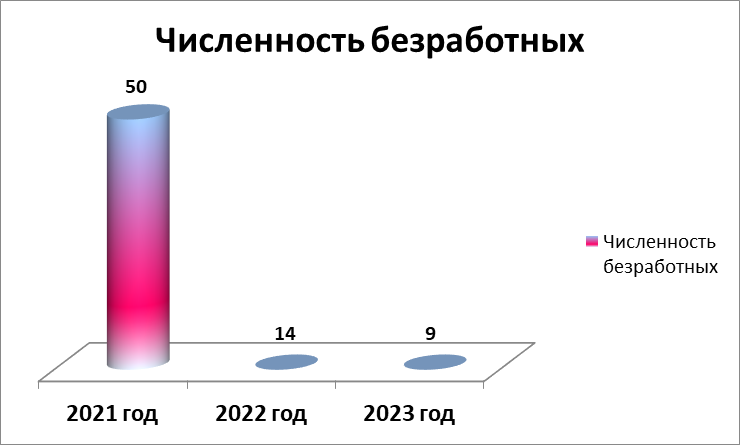 Численность безработных
50
14
9
Численность
безработных
2021 год
2022 год
2023 год